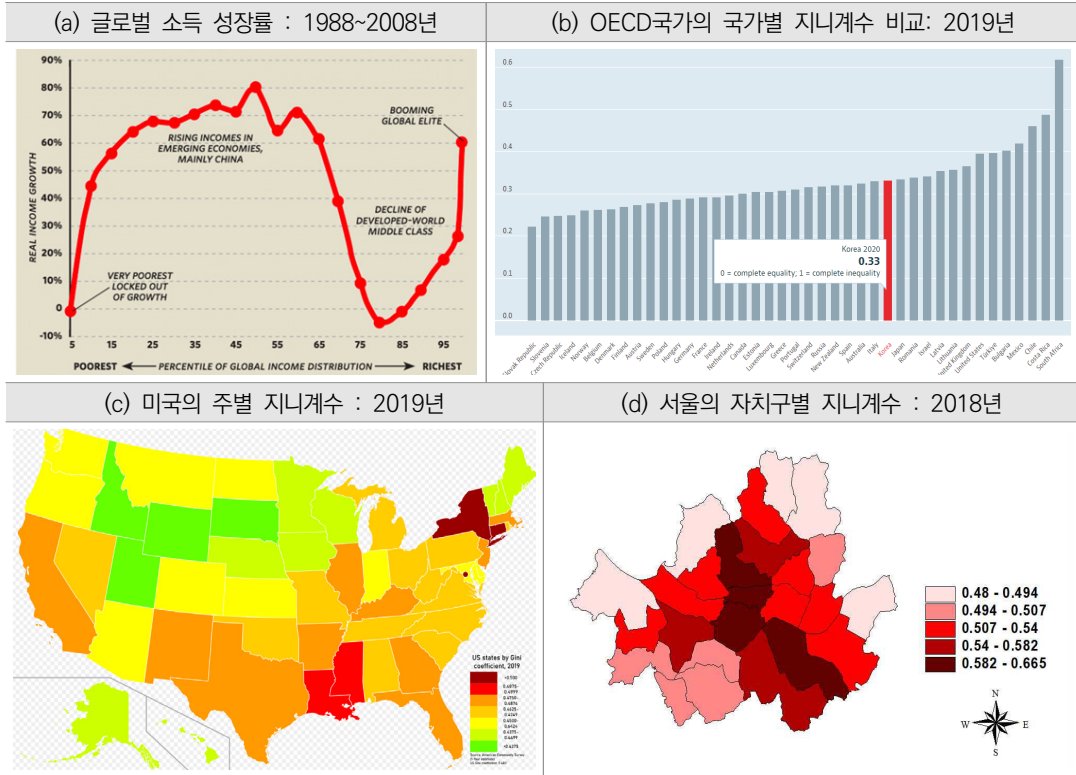 (a) 글로벌 소득 성장률 : 1988~2008년
(b) OECD국가의 국가별 지니계수 비교: 2019년
90%
80%
70%
60%
50%
40%
30%
20%
10%
0
-10%
REAL INCOME GROWTH
RISING INCOMES IN
EMERGING ECONOMIES,
MAINLY CHINA
BOOMING
GLOBAL ELITE
DECLINE OF
DEVELOPED-WORLD
MIDDLE CLASS
VERY POOREST
LOCKED OUT
OF GROWTH
5 15 25 35 45 55 65 75 85 95
POOREST PERCENTILE OF GLOBAL INCOME DISTRIBUTION RICHEST
0.6
0.5
0.4
0.3
0.2
0.1
0.0
Korea 2020
0.33
0 = complete equality; 1 = complete inequality
Slovak Republic
Slovenia
Czech Republic
Iceland
Norway
Belgium
Denmark
Finland
Austria
Sweden
Poland
Hungary
Germany
France
Ireland
Netherlands
Canada
Estonia
Luxembourg
Greece
Portugal
Switzerland
Russia
New Zealand
Spain
Australia
Italy
Korea
Japan
Romania
Israel
Latvia
Lithuania
United Kingdom
United States
Türkiye
Bulgaria
Mexico
Chile
Costa Rica
South Africa
(c) 미국의 주별 지니계수 : 2019년
(d) 서울의 자치구별 지니계수 : 2018년
US states by Gini
coefficient, 2019
>0.500
0.48 - 0.494
0.494 - 0.507
0.507 - 0.54
0.54 - 0.582
0.582 - 0.665
N
W E
S